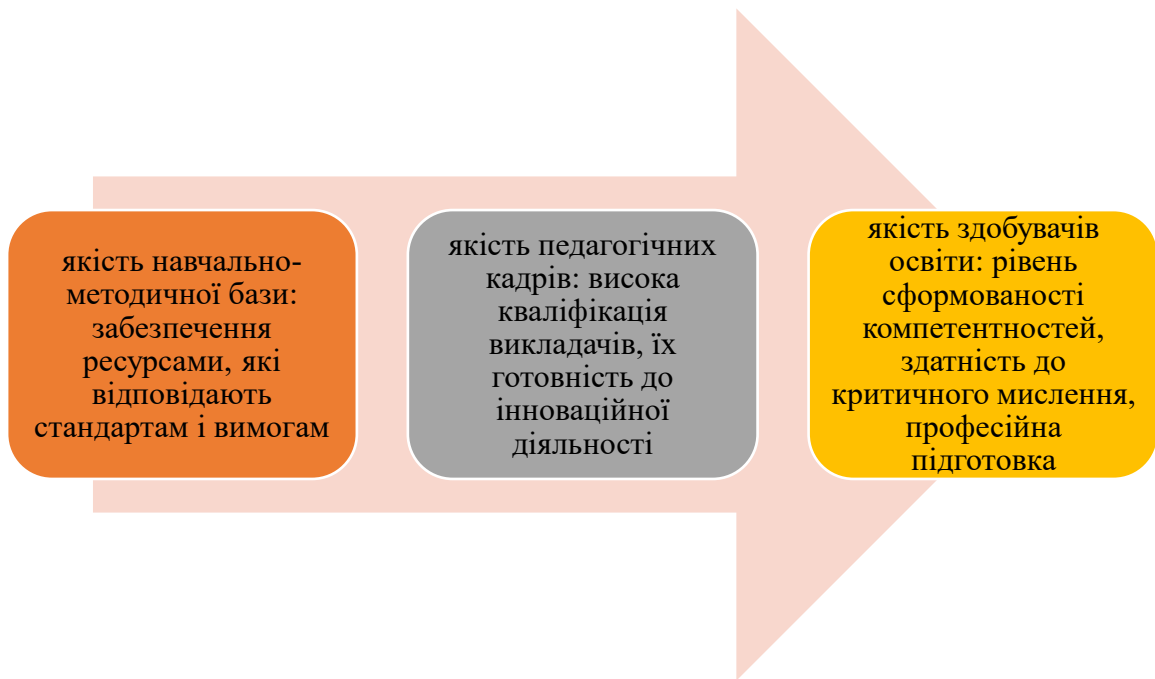 якість навчально-
методичної бази:
забезпечення
ресурсами, які
відповідають
стандартам і вимогам
якість педагогічних
кадрів: висока
кваліфікація
викладачів, їх
готовність до
інноваційної
діяльності
якість здобувачів
освіти: рівень
сформованості
компетентностей,
здатність до
критичного мислення,
професійна
підготовка